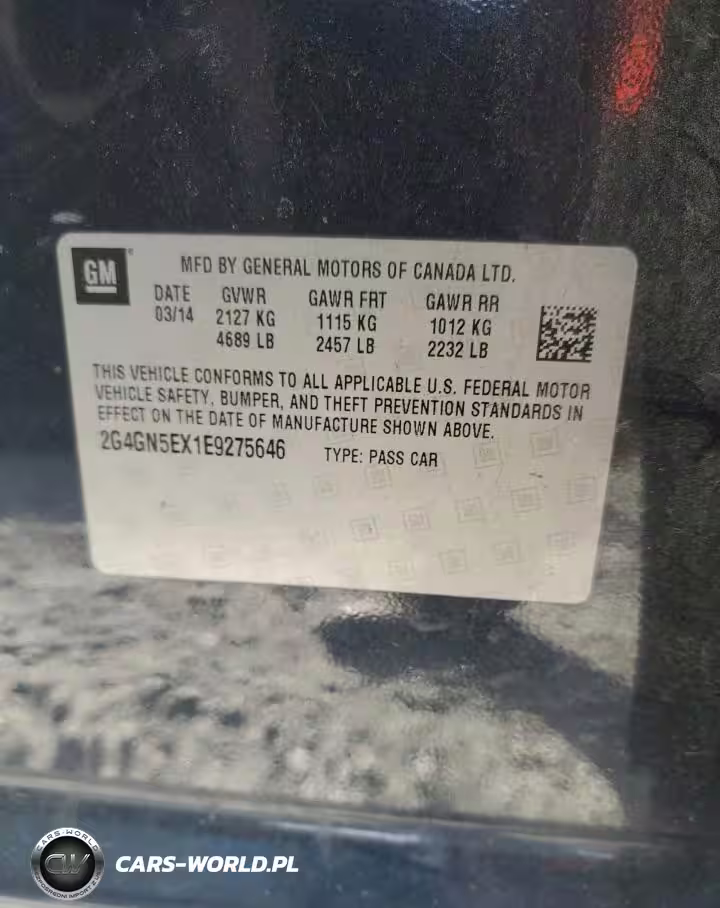 GM
MFD BY GENERAL MOTORS OF CANADA LTD.
DATE GVWR GAWR FRT GAWR RR
03/14 2127 KG 1115 KG 1012 KG
4689 LB 2457 LB 2232 LB
THIS VEHICLE CONFORMS TO ALL APPLICABLE U.S. FEDERAL MOTOR
VEHICLE SAFETY, BUMPER, AND THEFT PREVENTION STANDARDS IN
EFFECT ON THE DATE OF MANUFACTURE SHOWN ABOVE.
2G4GN5EX1E9275646 TYPE: PASS CAR
CARS-WORLD
CW
CARS-WORLD.PL